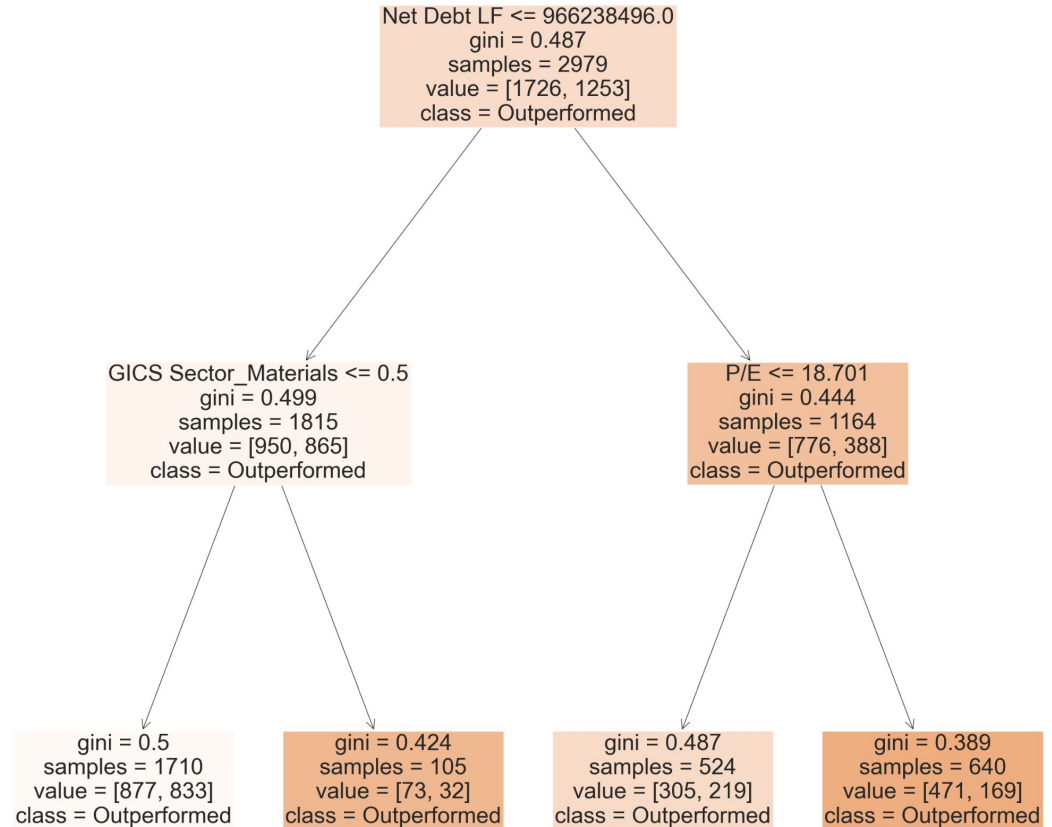 Net Debt LF <= 966238496.0
gini = 0.487
samples = 2979
value = [1726, 1253]
class = Outperformed
GICS Sector_Materials <= 0.5
gini = 0.499
samples = 1815
value = [950, 865]
class = Outperformed
P/E <= 18.701
gini = 0.444
samples = 1164
value = [776, 388]
class = Outperformed
gini = 0.5
samples = 1710
value = [877, 833]
class = Outperformed
gini = 0.424
samples = 105
value = [73, 32]
class = Outperformed
gini = 0.487
samples = 524
value = [305, 219]
class = Outperformed
gini = 0.389
samples = 640
value = [471, 169]
class = Outperformed